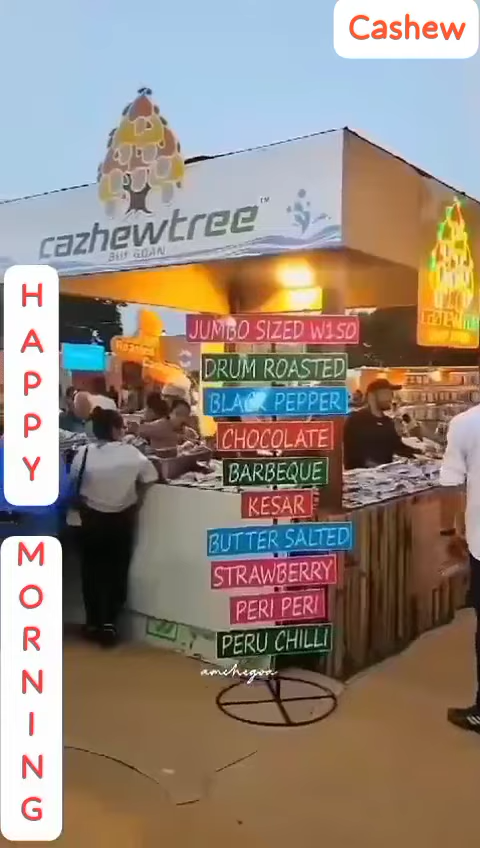 Cashew
cazhewtree™
BUY GOAN
HAPPY
MORNING
JUMBO SIZED W150
DRUM ROASTED
BLACK PEPPER
CHOCOLATE
BARBEQUE
KESAR
BUTTER SALTED
STRAWBERRY
PERI PERI
PERU CHILLI
amchegoa